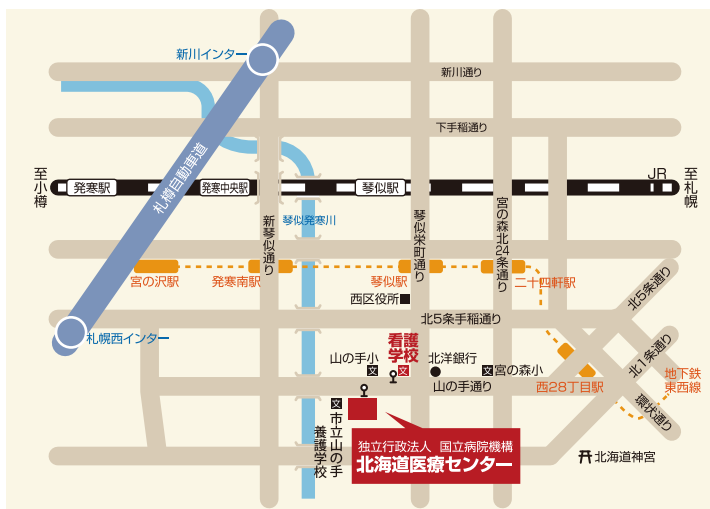 新川インター
新川通り
下手稲通り
札樽自動車道
至小樽
発寒駅
発寒中央駅
琴似駅
JR
至札幌
新琴似通り
琴似発寒川
琴似栄町通り
宮の森北24条通り
宮の沢駅
発寒南駅
琴似駅
二十四軒駅
西区役所
北5条通り
北5条手稲通り
札幌西インター
看護
学校
山の手小
文
文
北洋銀行
文
宮の森小
山の手通り
西28丁目駅
北1条通り
地下鉄
東西線
環状通り
文
市立山の手
養護学校
独立行政法人 国立病院機構
北海道医療センター
北海道神宮